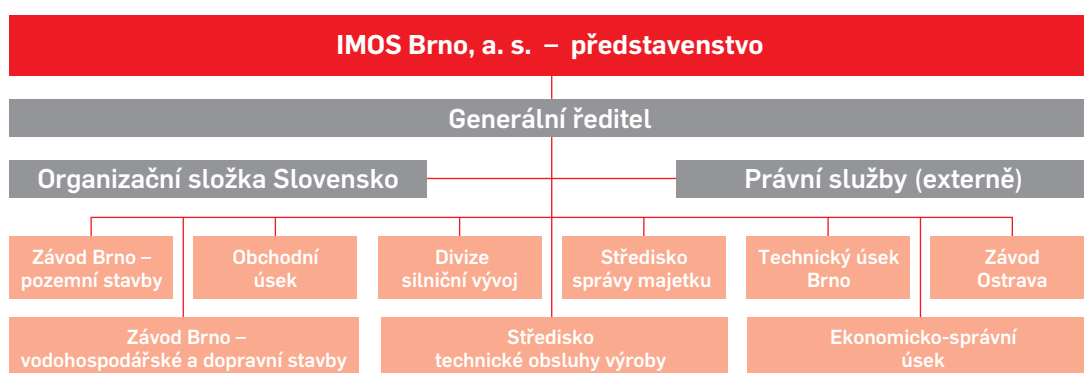 IMOS Brno, a. s. – představenstvo
Generální ředitel
Organizační složka Slovensko
Právní služby (externě)
Závod Brno –
pozemní stavby
Obchodní
úsek
Divize
silniční vývoj
Středisko
správy majetku
Technický úsek
Brno
Závod
Ostrava
Závod Brno –
vodohospodářské a dopravní stavby
Středisko
technické obsluhy výroby
Ekonomicko-správní
úsek